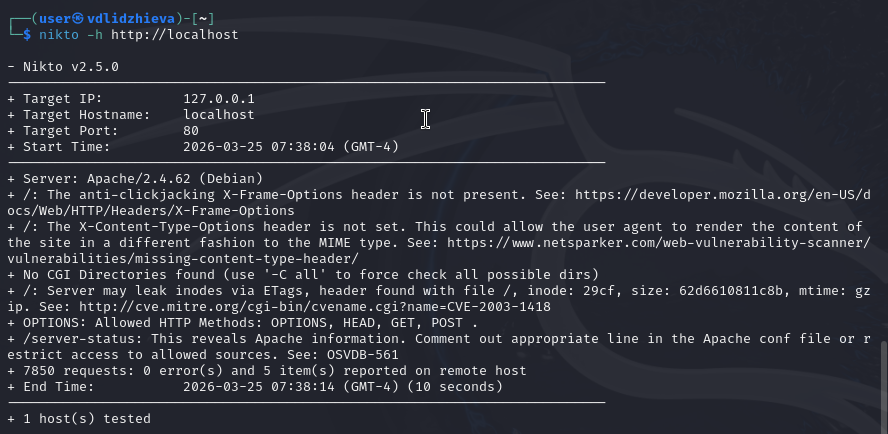 ┌──(user㉿vdlidzhieva)-[~]
└─$ nikto -h http://localhost
- Nikto v2.5.0
+ Target IP:          127.0.0.1
+ Target Hostname:    localhost
+ Target Port:        80
+ Start Time:         2026-03-25 07:38:04 (GMT-4)
+ Server: Apache/2.4.62 (Debian)
+ /: The anti-clickjacking X-Frame-Options header is not present. See: https://developer.mozilla.org/en-US/d
ocs/Web/HTTP/Headers/X-Frame-Options
+ /: The X-Content-Type-Options header is not set. This could allow the user agent to render the content of
the site in a different fashion to the MIME type. See: https://www.netsparker.com/web-vulnerability-scanner/
vulnerabilities/missing-content-type-header/
+ No CGI Directories found (use '-C all' to force check all possible dirs)
+ /: Server may leak inodes via ETags, header found with file /, inode: 29cf, size: 62d6610811c8b, mtime: gz
ip. See: http://cve.mitre.org/cgi-bin/cvename.cgi?name=CVE-2003-1418
+ OPTIONS: Allowed HTTP Methods: OPTIONS, HEAD, GET, POST .
+ /server-status: This reveals Apache information. Comment out appropriate line in the Apache conf file or r
estrict access to allowed sources. See: OSVDB-561
+ 7850 requests: 0 error(s) and 5 item(s) reported on remote host
+ End Time:           2026-03-25 07:38:14 (GMT-4) (10 seconds)
+ 1 host(s) tested